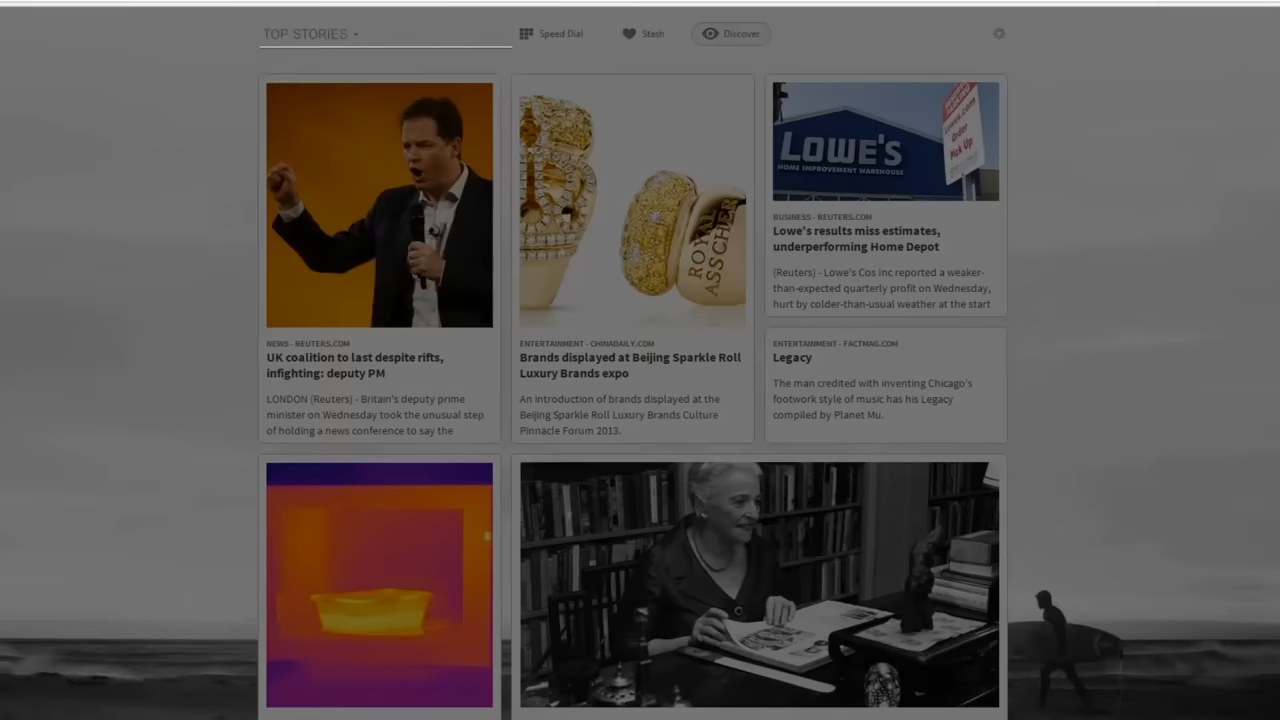 TOP STORIES
Speed Dial
Stash
Discover
NEWS - REUTERS.COM
UK coalition to last despite rifts,
infighting: deputy PM
LONDON (Reuters) - Britain's deputy prime
minister on Wednesday took the unusual step
of holding a news conference to say the
ROYAL
ASSCHER
ENTERTAINMENT - CHINADAILY.COM
Brands displayed at Beijing Sparkle Roll
Luxury Brands expo
An introduction of brands displayed at the
Beijing Sparkle Roll Luxury Brands Culture
Pinnacle Forum 2013.
LOWE'S
HOME IMPROVEMENT WAREHOUSE
Lowes.com
Order
Pick Up
BUSINESS - REUTERS.COM
Lowe's results miss estimates,
underperforming Home Depot
(Reuters) - Lowe's Cos Inc reported a weaker-
than-expected quarterly profit on Wednesday,
hurt by colder-than-usual weather at the start
ENTERTAINMENT - FACTMAG.COM
Legacy
The man credited with inventing Chicago's
footwork style of music has his Legacy
compiled by Planet Mu.